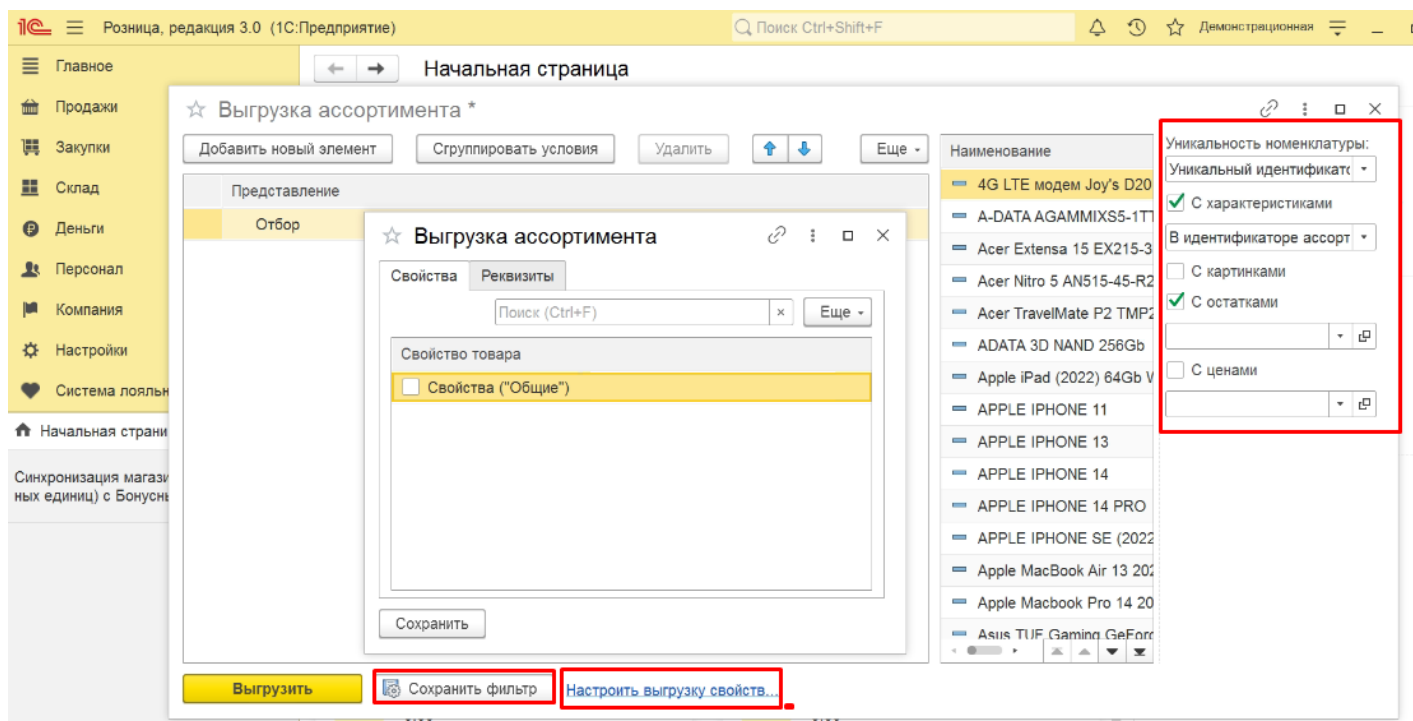 1С Розница, редакция 3.0 (1С:Предприятие) Поиск Ctrl+Shift+F Демонстрационная
Главное
Продажи
Закупки
Склад
Деньги
Персонал
Компания
Настройки
Система лояльн
Начальная страни
Синхронизация магази
ных единиц) с Бонусн
Начальная страница
Выгрузка ассортимента *
Добавить новый элемент Сгруппировать условия Удалить Еще
Представление
Отбор
Выгрузка ассортимента
Свойства Реквизиты
Поиск (Ctrl+F) × Еще
Свойство товара
Свойства ("Общие")
Сохранить
Наименование
4G LTE модем Joy's D20
A-DATA AGAMMIXS5-1TT
Acer Extensa 15 EX215-3
Acer Nitro 5 AN515-45-R2
Acer TravelMate P2 TMP2
ADATA 3D NAND 256Gb
Apple iPad (2022) 64Gb W
APPLE IPHONE 11
APPLE IPHONE 13
APPLE IPHONE 14
APPLE IPHONE 14 PRO
APPLE IPHONE SE (2022
Apple MacBook Air 13 202
Apple Macbook Pro 14 20
Asus TUF Gaming GeForc
Уникальность номенклатуры:
Уникальный идентификатс
С характеристиками
В идентификаторе ассорт
С картинками
С остатками
С ценами
Выгрузить Сохранить фильтр Настроить выгрузку свойств...